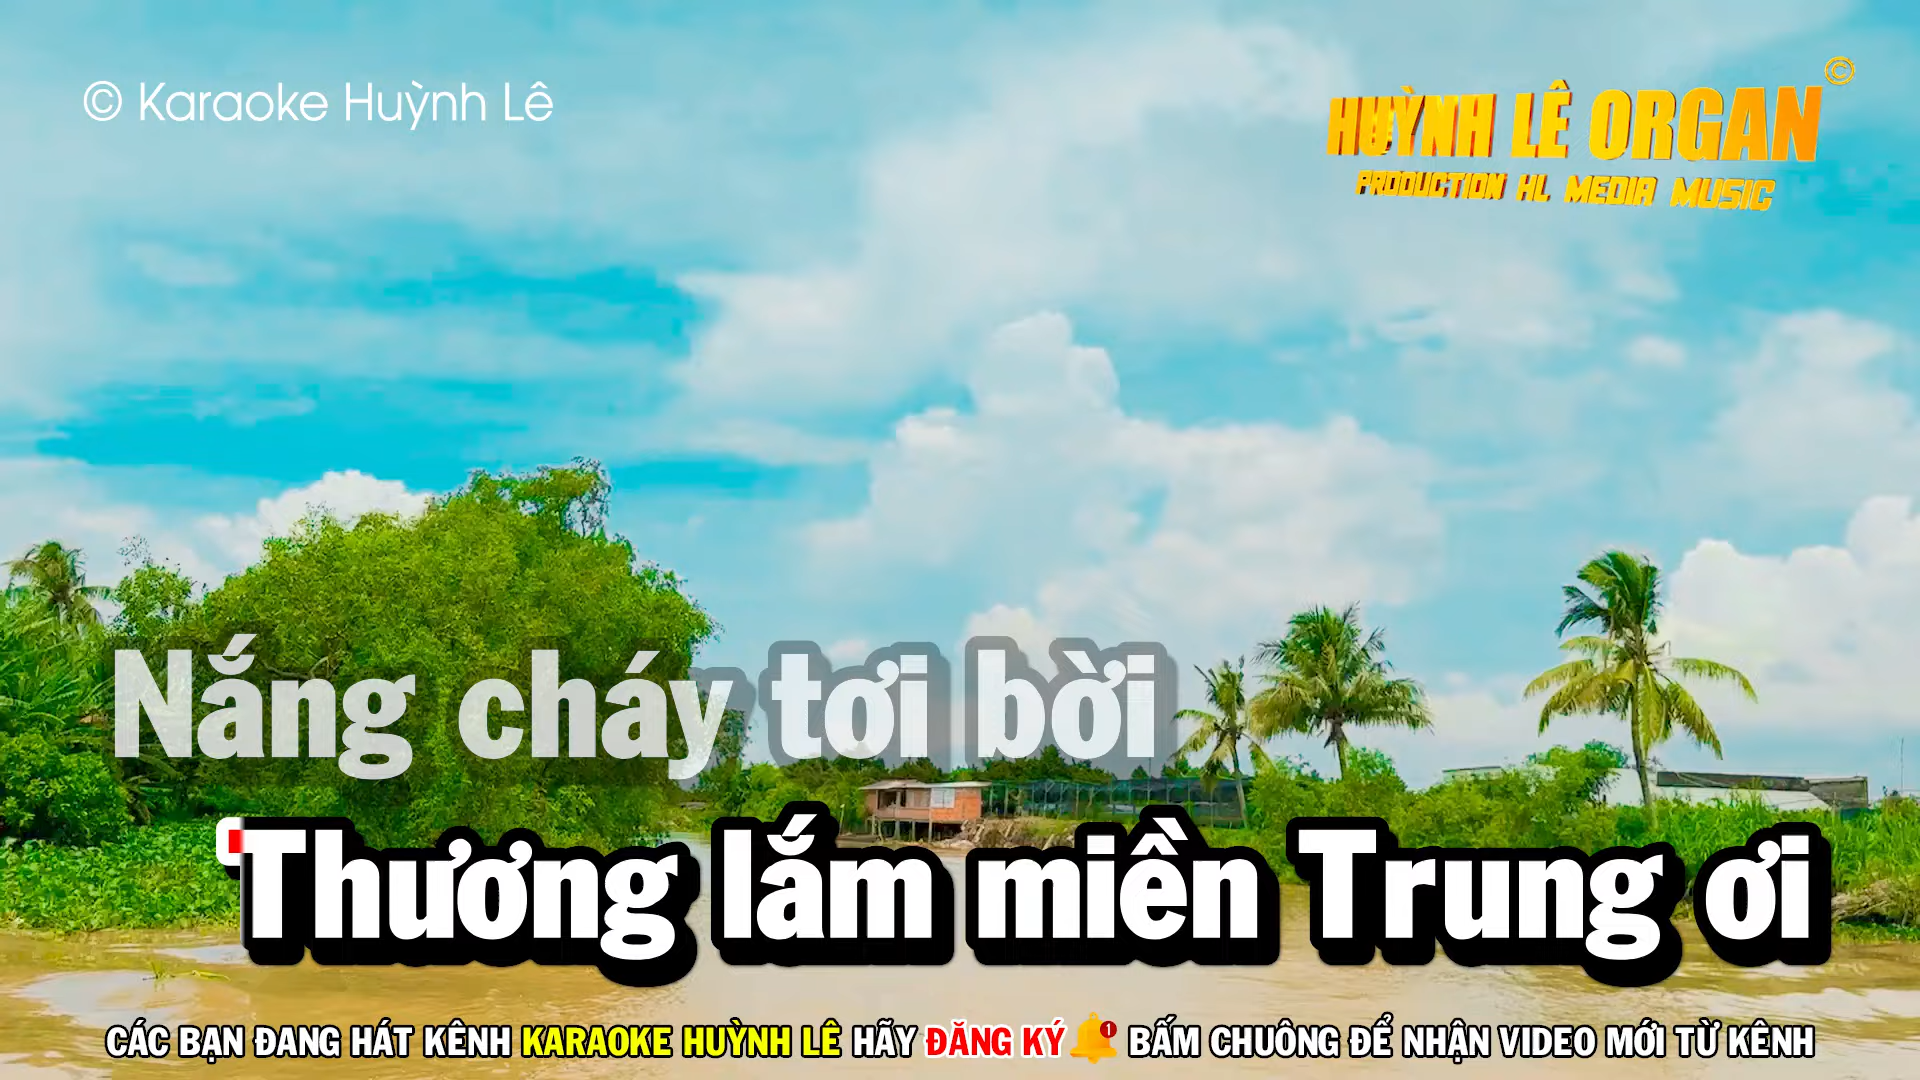 © Karaoke Huỳnh Lê
©
HUỲNH LÊ ORGAN
PRODUCTION HL MEDIA MUSIC
Nắng cháy tơi bời
Thương lắm miền Trung ơi
CÁC BẠN ĐANG HÁT KÊNH KARAOKE HUỲNH LÊ HÃY ĐĂNG KÝ 1 BẤM CHUÔNG ĐỂ NHẬN VIDEO MỚI TỪ KÊNH